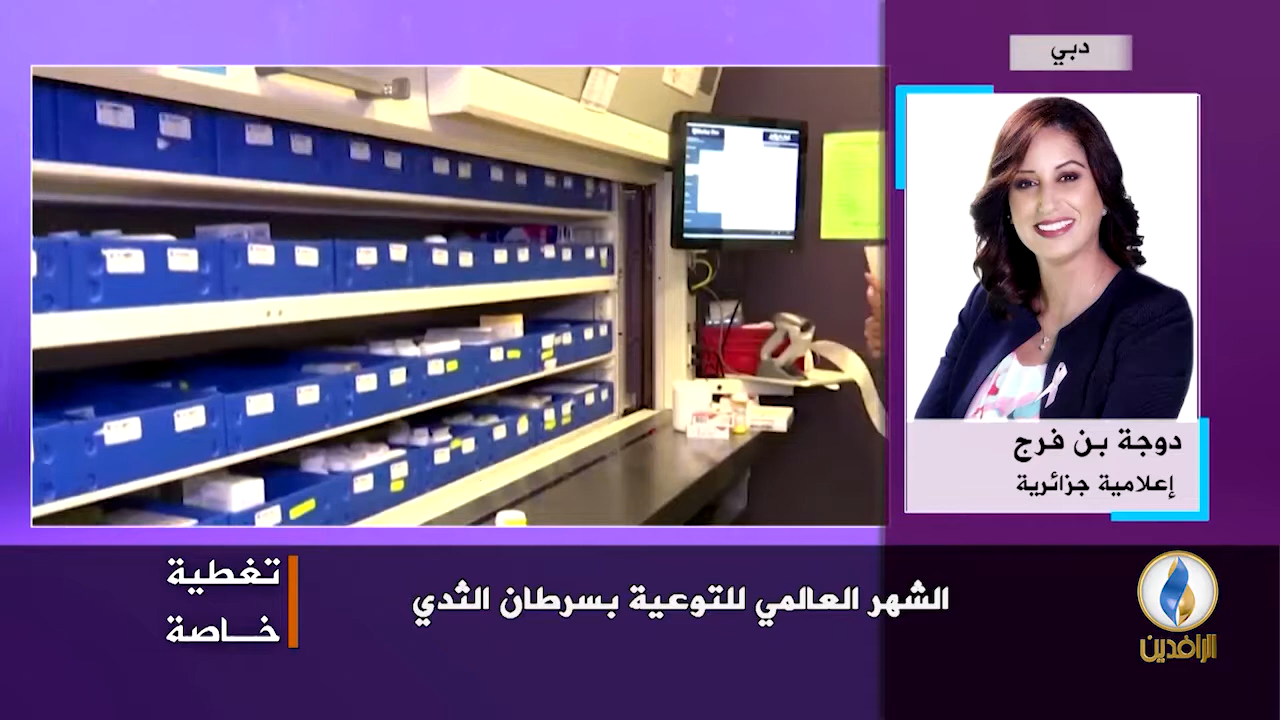 دبي
دوجة بن فرج
إعلامية جزائرية
الشهر العالمي للتوعية بسرطان الثدي
تغطية
خاصة
الرافدين